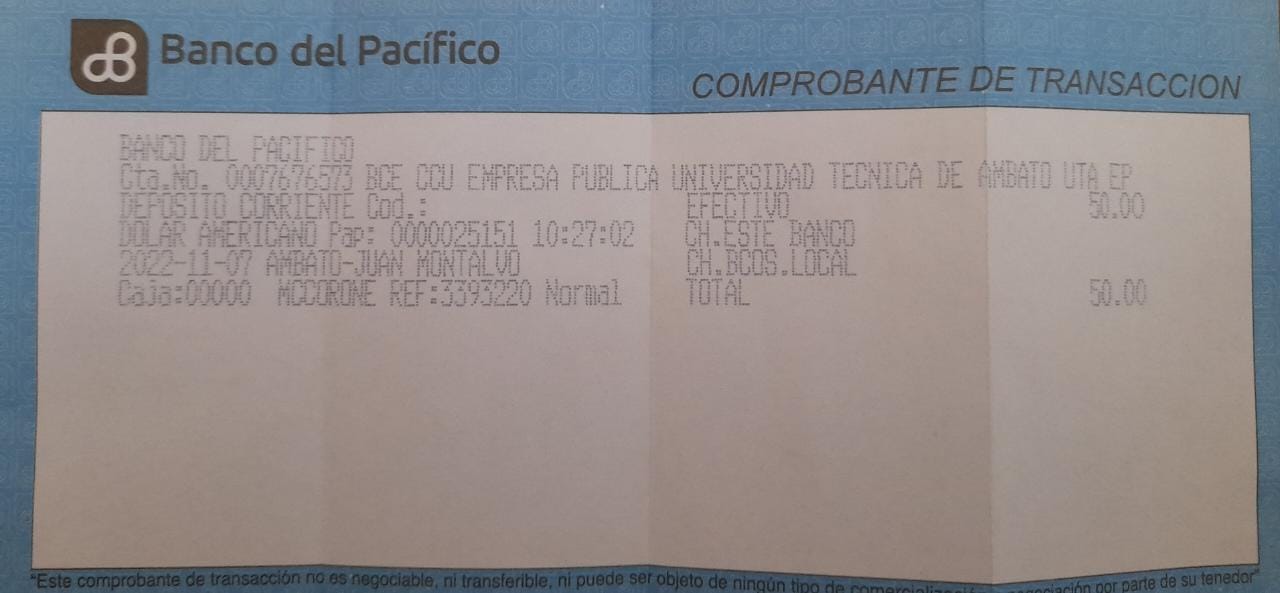 Banco del Pacífico
COMPROBANTE DE TRANSACCION
BANCO DEL PACIFICO
Cta.No. 0007676573 BCE CCU EMPRESA PUBLICA UNIVERSIDAD TECNICA DE AMBATO UTA EP
DEPOSITO CORRIENTE Cod.: EFECTIVO 50.00
DOLAR AMERICANO Pap: 0000025151 10:27:02 CH.ESTE BANCO
2022-11-07 AMBATO-JUAN MONTALVO CH.BCOS.LOCAL
Caja:00000 MCCORONE REF:3393220 Normal TOTAL 50.00
"Este comprobante de transacción no es negociable, ni transferible, ni puede ser objeto de ningún tipo de por parte de su tenedor"